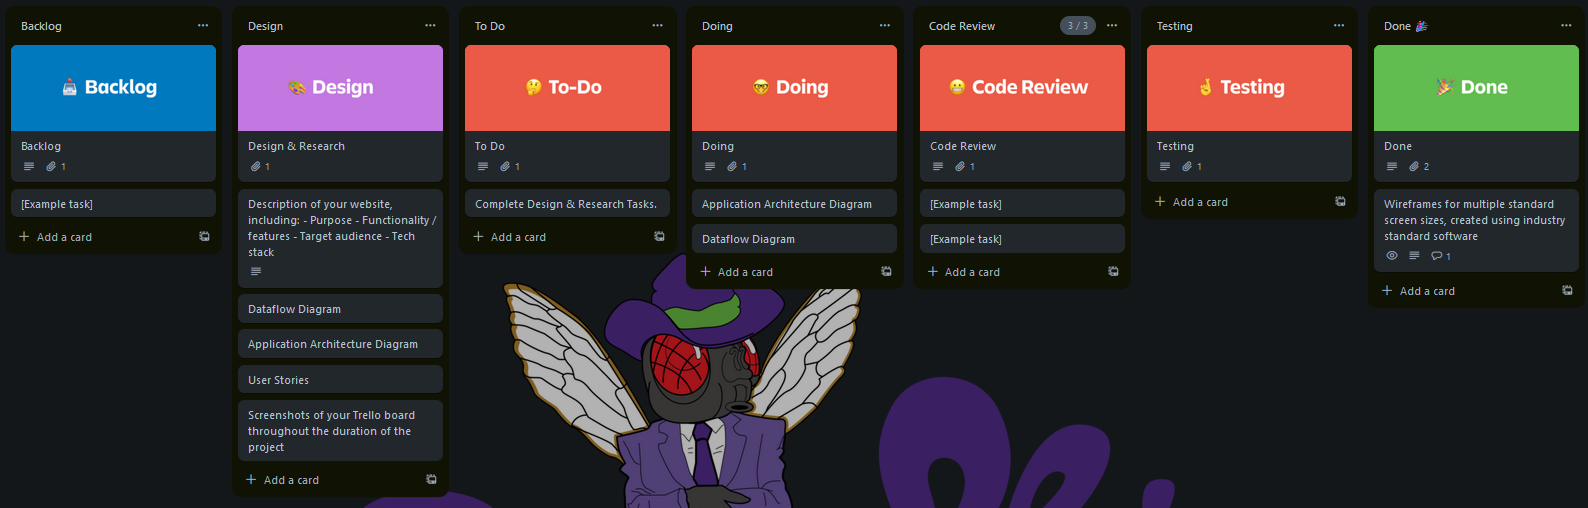 Backlog
Backlog
Backlog
1
[Example task]
+ Add a card
Design
Design
Design & Research
1
Description of your website,
including: - Purpose - Functionality /
features - Target audience - Tech
stack
Dataflow Diagram
Application Architecture Diagram
User Stories
Screenshots of your Trello board
throughout the duration of the
project
+ Add a card
To Do
To-Do
To Do
1
Complete Design & Research Tasks.
+ Add a card
Doing
Doing
Doing
1
Application Architecture Diagram
Dataflow Diagram
+ Add a card
Code Review
3 / 3
Code Review
Code Review
1
[Example task]
[Example task]
+ Add a card
Testing
Testing
Testing
1
+ Add a card
Done 🎉
Done
Done
2
Wireframes for multiple standard
screen sizes, created using industry
standard software
1
+ Add a card